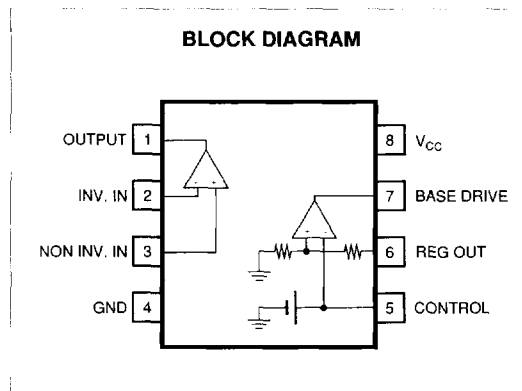 BLOCK DIAGRAM
OUTPUT 1
INV. IN 2
NON INV. IN 3
GND 4
8 VCC
7 BASE DRIVE
6 REG OUT
5 CONTROL